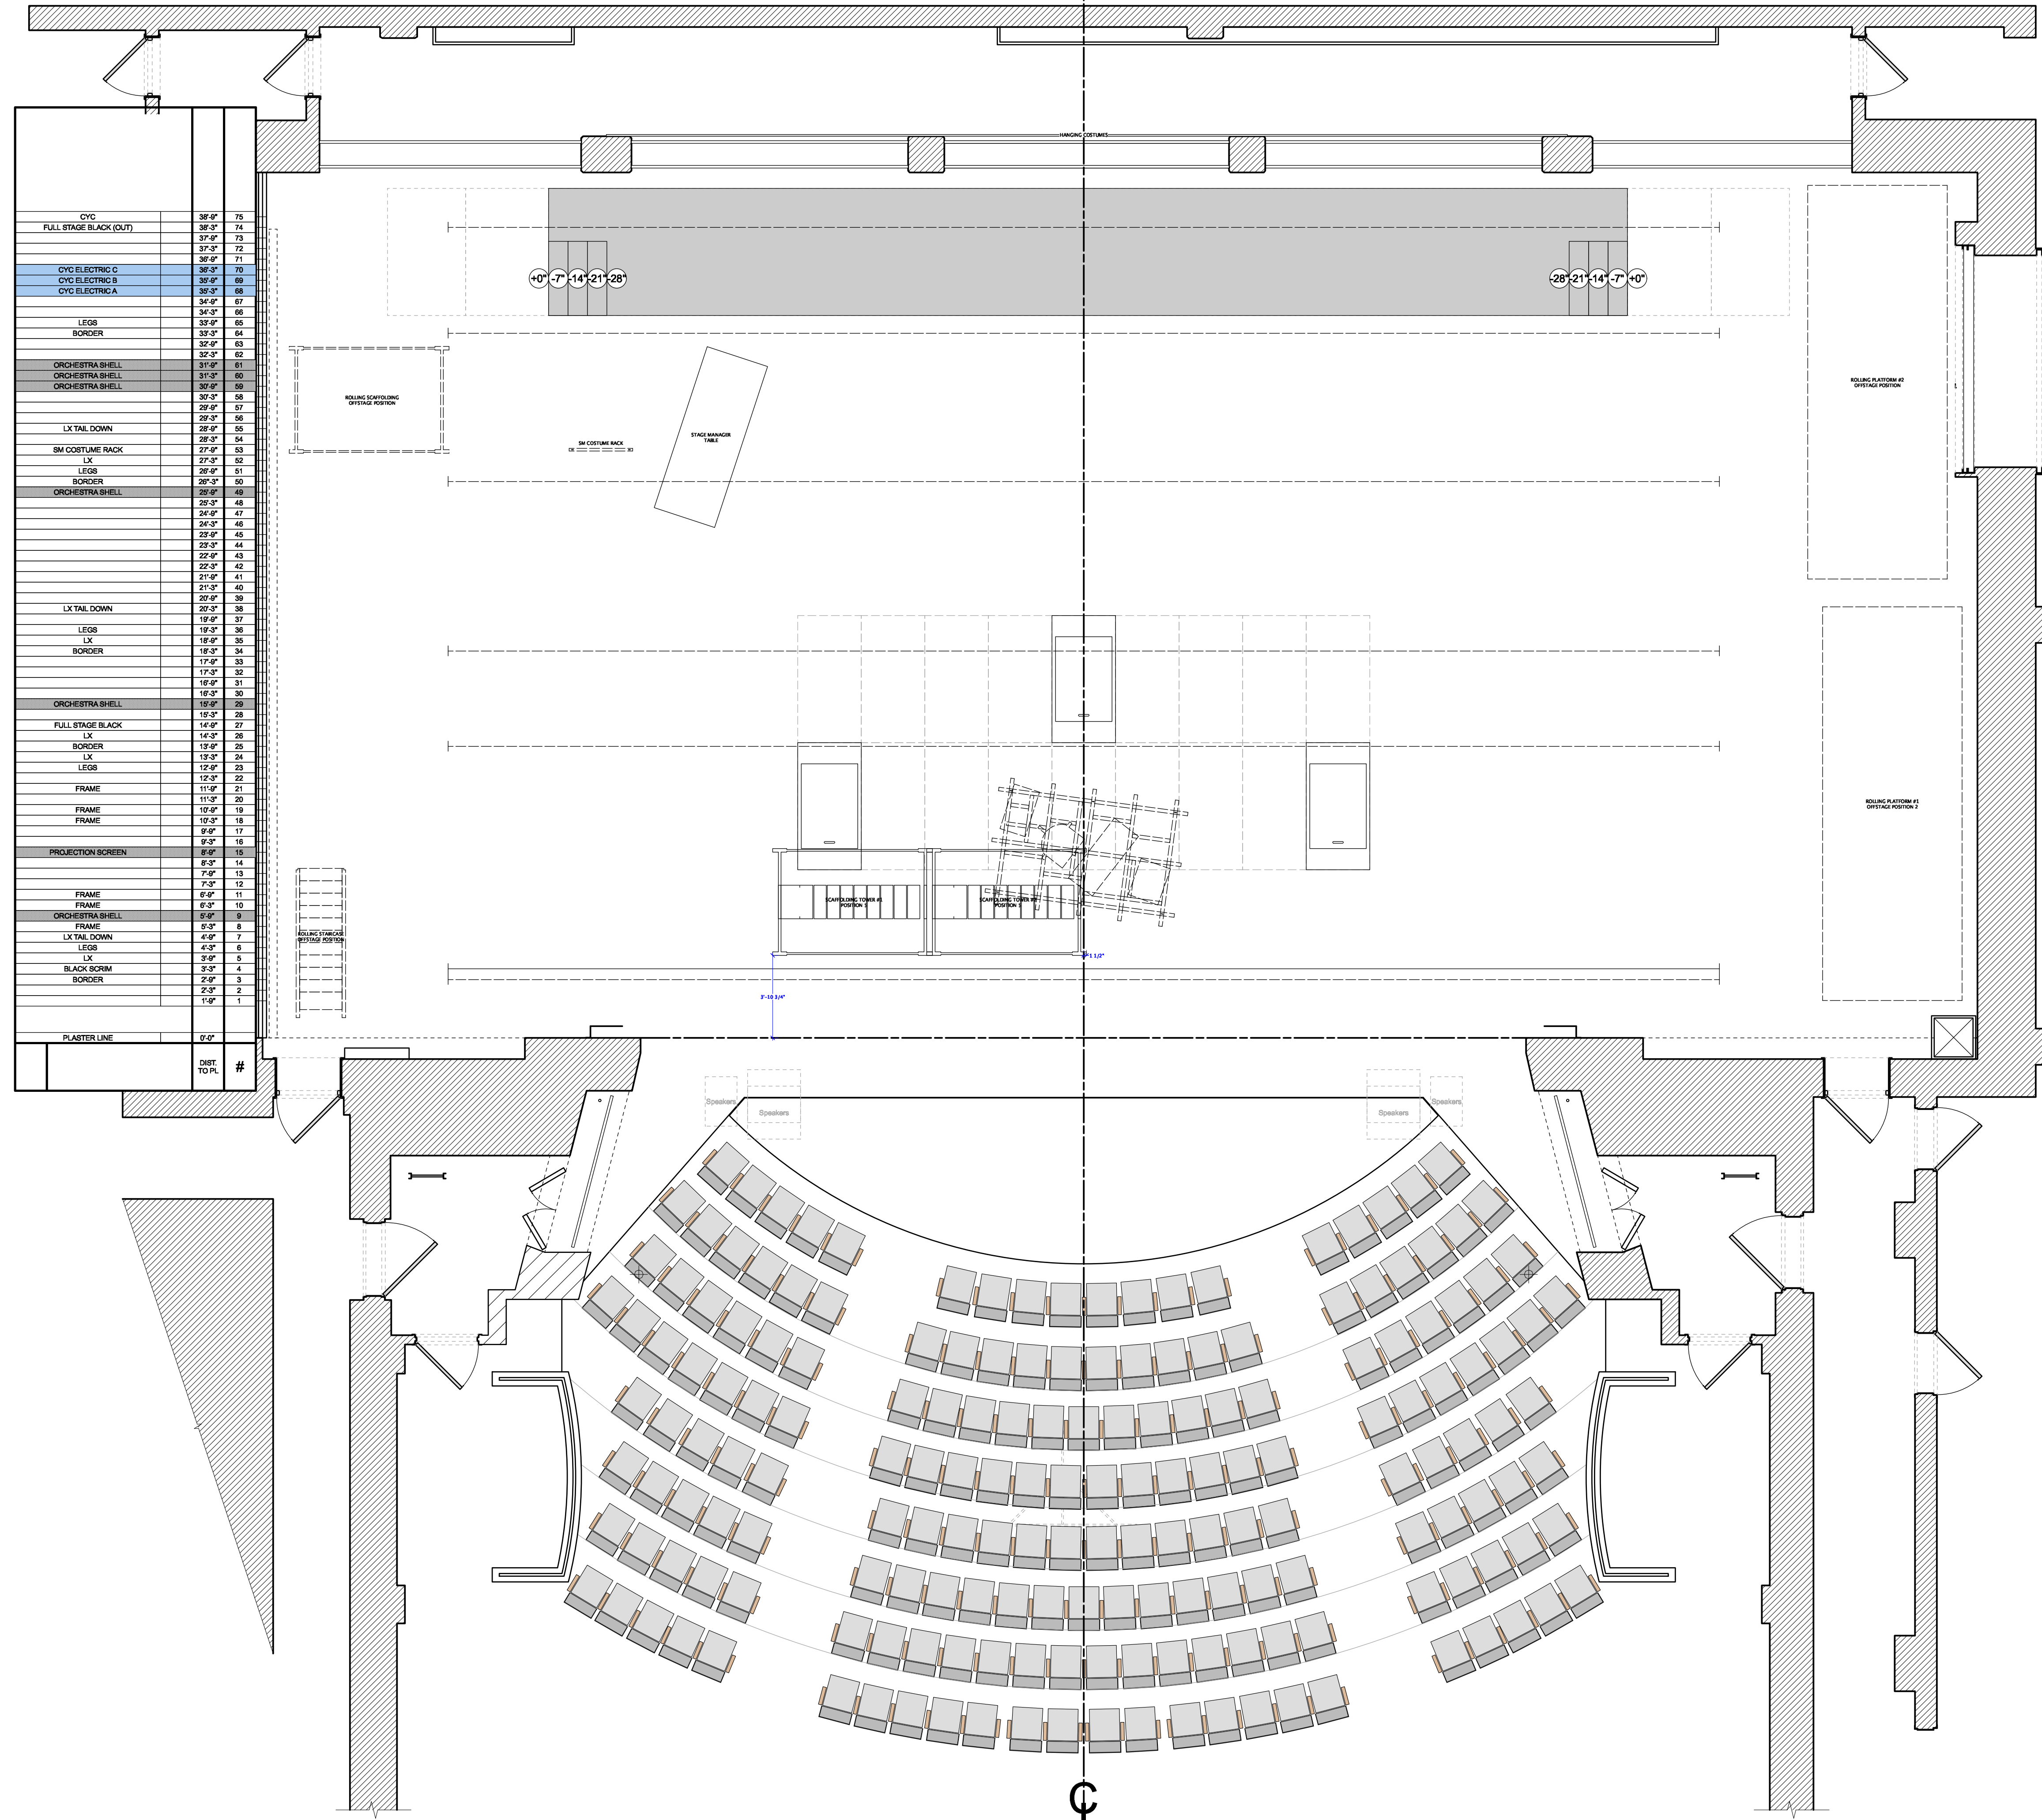 HANGING COSTUMES
CYC 38'-9" 75
FULL STAGE BLACK (OUT) 38'-3" 74
37'-9" 73
37'-3" 72
36'-9" 71
CYC ELECTRIC C 36'-3" 70
CYC ELECTRIC B 35'-9" 69
CYC ELECTRIC A 35'-3" 68
34'-9" 67
34'-3" 66
LEGS 33'-9" 65
BORDER 33'-3" 64
32'-9" 63
32'-3" 62
ORCHESTRA SHELL 31'-9" 61
ORCHESTRA SHELL 31'-3" 60
ORCHESTRA SHELL 30'-9" 59
30'-3" 58
29'-9" 57
29'-3" 56
LX TAIL DOWN 28'-9" 55
28'-3" 54
SM COSTUME RACK 27'-9" 53
LX 27'-3" 52
LEGS 26'-9" 51
BORDER 26"-3" 50
ORCHESTRA SHELL 25'-9" 49
25'-3" 48
24'-9" 47
24'-3" 46
23'-9" 45
23'-3" 44
22'-9" 43
22'-3" 42
21'-9" 41
21'-3" 40
20'-9" 39
LX TAIL DOWN 20'-3" 38
19'-9" 37
LEGS 19'-3" 36
LX 18'-9" 35
BORDER 18'-3" 34
17'-9" 33
17'-3" 32
16'-9" 31
16'-3" 30
ORCHESTRA SHELL 15'-9" 29
15'-3" 28
FULL STAGE BLACK 14'-9" 27
LX 14'-3" 26
BORDER 13'-9" 25
LX 13'-3" 24
LEGS 12'-9" 23
12'-3" 22
FRAME 11'-9" 21
11'-3" 20
FRAME 10'-9" 19
FRAME 10'-3" 18
9'-9" 17
9'-3" 16
PROJECTION SCREEN 8'-9" 15
8'-3" 14
7'-9" 13
7'-3" 12
FRAME 6'-9" 11
FRAME 6'-3" 10
ORCHESTRA SHELL 5'-9" 9
FRAME 5'-3" 8
LX TAIL DOWN 4'-9" 7
LEGS 4'-3" 6
LX 3'-9" 5
BLACK SCRIM 3'-3" 4
BORDER 2'-9" 3
2'-3" 2
1'-9" 1
PLASTER LINE 0'-0"
DIST.
TO PL
#
+0" -7" -14" -21" -28"
-28" -21" -14" -7" +0"
ROLLING SCAFFOLDING
OFFSTAGE POSITION
SM COSTUME RACK
STAGE MANAGER
TABLE
ROLLING PLATFORM #2
OFFSTAGE POSITION
ROLLING PLATFORM #1
OFFSTAGE POSITION 2
SCAFFOLDING TOWER
POSITION
SCAFFOLDING TOWER
POSITION
ROLLING STAIRCASE
OFFSTAGE POSITION
1 1/2"
3'-10 3/4"
Speakers
Speakers
Speakers
Speakers
℄